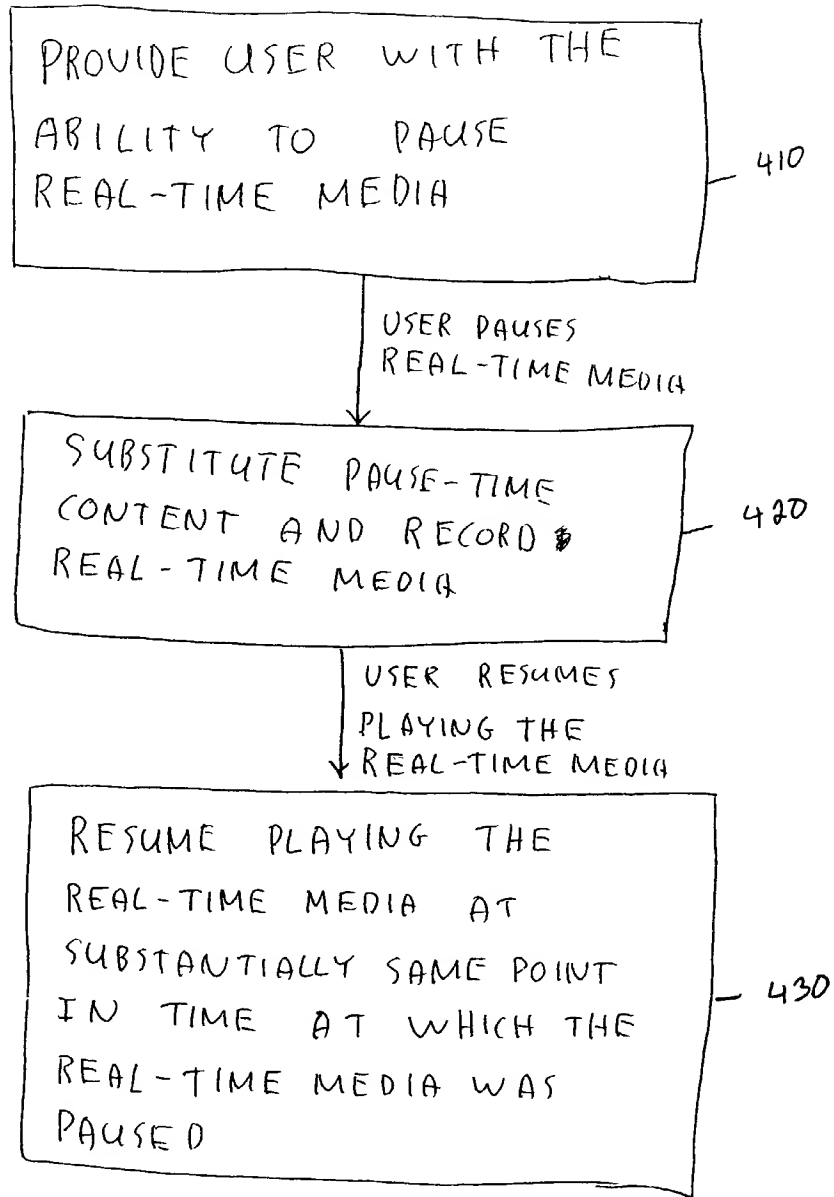 PROVIDE USER WITH THE
ABILITY TO PAUSE
REAL-TIME MEDIA
410
USER PAUSES
REAL-TIME MEDIA
SUBSTITUTE PAUSE-TIME
CONTENT AND RECORD
REAL-TIME MEDIA
420
USER RESUMES
PLAYING THE
REAL-TIME MEDIA
RESUME PLAYING THE
REAL-TIME MEDIA AT
SUBSTANTIALLY SAME POINT
IN TIME AT WHICH THE
REAL-TIME MEDIA WAS
PAUSED
430